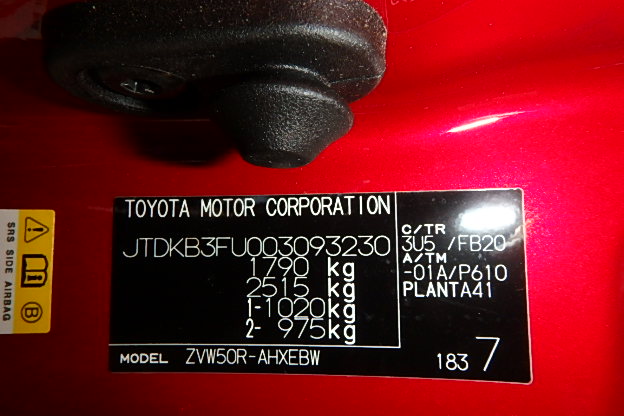 TOYOTA MOTOR CORPORATION
JTDKB3FU003093230
1790 kg
2515 kg
1-1020kg
2- 975kg
MODEL ZVW50R-AHXEBW
C/TR
3U5 /FB20
A/TM
-01A/P610
PLANTA41
183 7
SRS SIDE AIRBAG
B